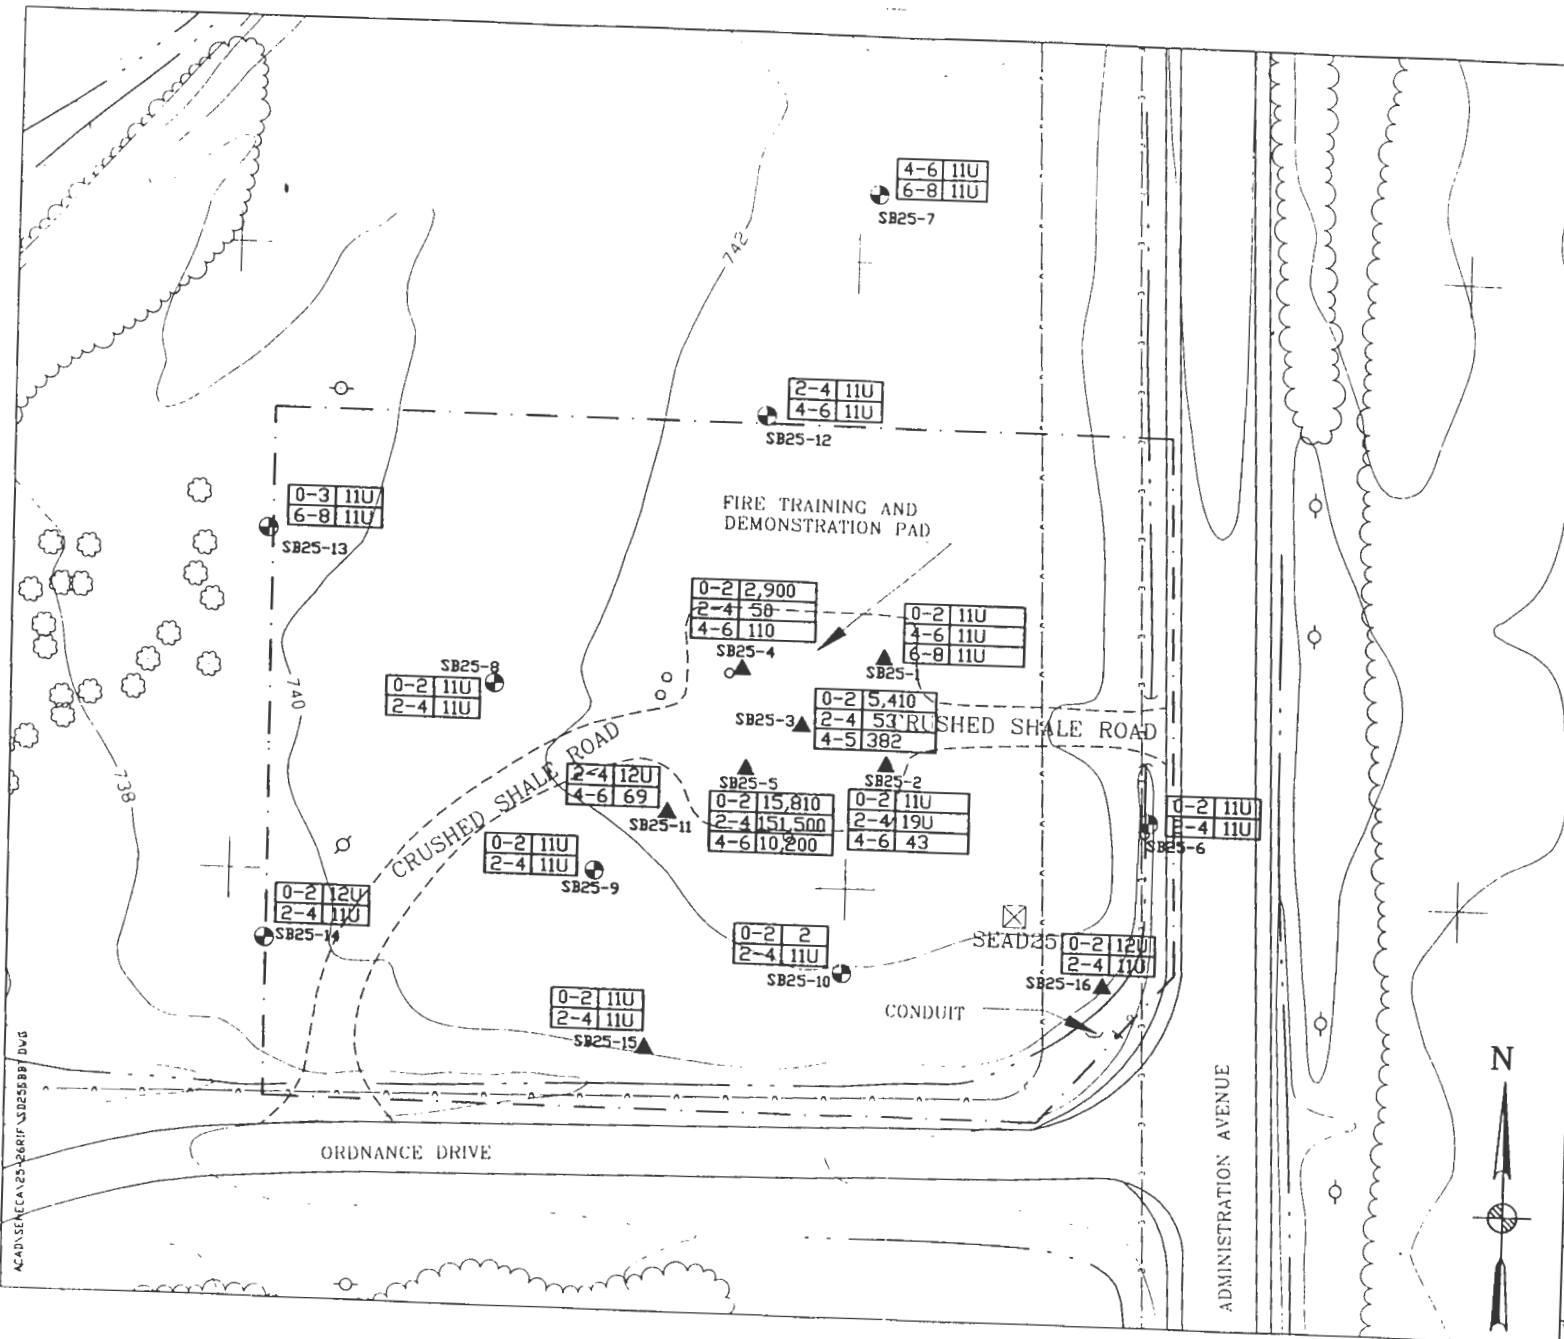 4-6 11U
6-8 11U
SB25-7
742
2-4 11U
4-6 11U
SB25-12
0-3 11U
6-8 11U
SB25-13
FIRE TRAINING AND
DEMONSTRATION PAD
0-2 2,900
2-4 58
4-6 110
SB25-4
0-2 11U
4-6 11U
6-8 11U
SB25-1
SB25-8
0-2 11U
2-4 11U
740
SB25-3
0-2 5,410
2-4 53
4-5 382
CRUSHED SHALE ROAD
CRUSHED SHALE ROAD
738
2-4 12U
4-6 69
SB25-11
SB25-5
0-2 15,810
2-4 151,500
4-6 10,200
SB25-2
0-2 11U
2-4 19U
4-6 43
0-2 11U
2-4 11U
SB25-6
0-2 11U
2-4 11U
SB25-9
0-2 12U
2-4 11U
SB25-14
0-2 2
2-4 11U
SB25-10
SEAD25
0-2 12U
2-4 11U
SB25-16
0-2 11U
2-4 11U
SB25-15
CONDUIT
ORDNANCE DRIVE
ADMINISTRATION AVENUE
N